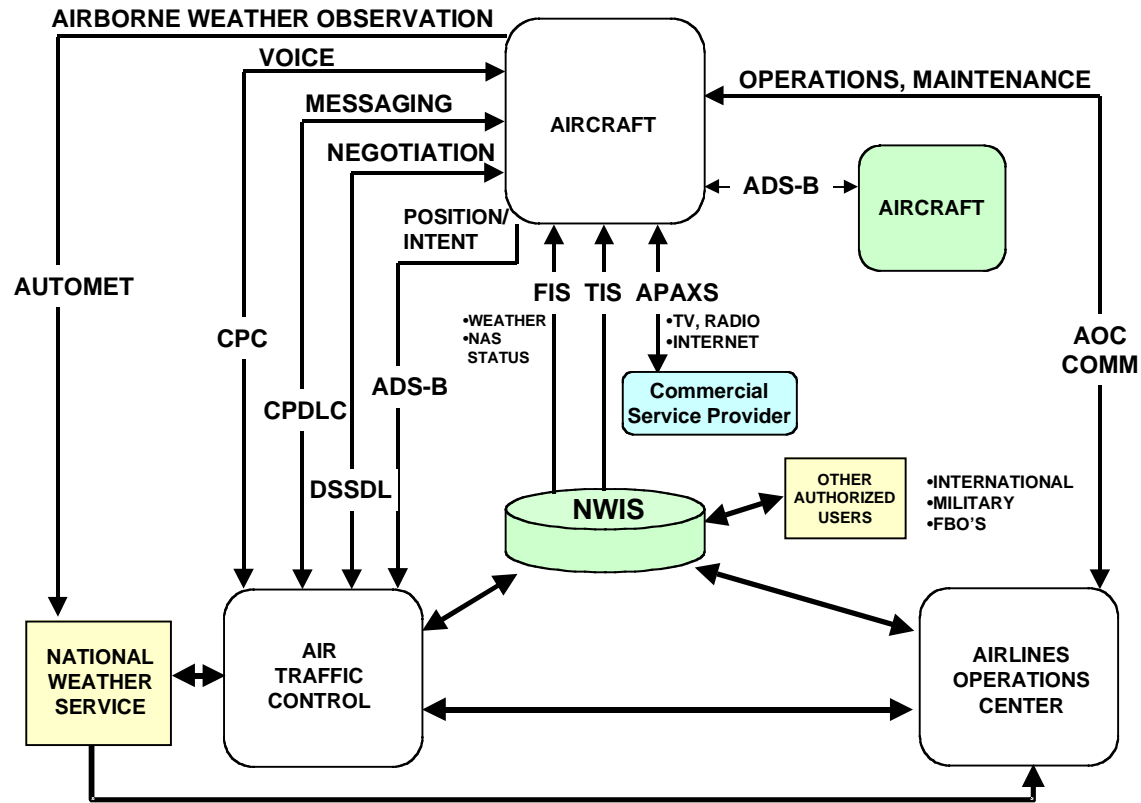 AIRBORNE WEATHER OBSERVATION
VOICE
MESSAGING
NEGOTIATION
POSITION/
INTENT
AIRCRAFT
OPERATIONS, MAINTENANCE
ADS-B
AIRCRAFT
AUTOMET
CPC
CPDLC
DSSDL
ADS-B
FIS
•WEATHER
•NAS
STATUS
TIS
APAXS
•TV, RADIO
•INTERNET
Commercial
Service Provider
AOC
COMM
NWIS
OTHER
AUTHORIZED
USERS
•INTERNATIONAL
•MILITARY
•FBO'S
NATIONAL
WEATHER
SERVICE
AIR
TRAFFIC
CONTROL
AIRLINES
OPERATIONS
CENTER